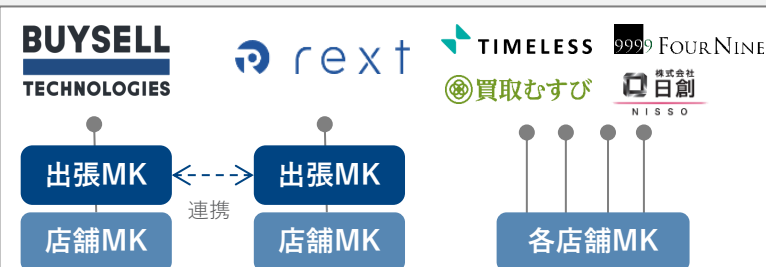 BUYSELL
TECHNOLOGIES
rext
TIMELESS
9999 FOURNINE
買取むすび
株式会社
日創
NISSO
出張MK
連携
出張MK
店舗MK
店舗MK
各店舗MK